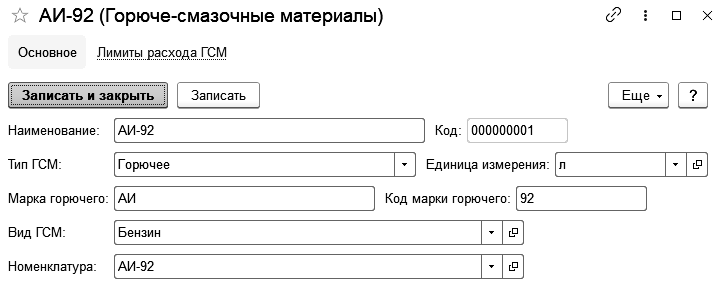 АИ-92 (Горюче-смазочные материалы)
Основное Лимиты расхода ГСМ
Записать и закрыть Записать Еще ?
Наименование: АИ-92 Код: 000000001
Тип ГСМ: Горючее Единица измерения: л
Марка горючего: АИ Код марки горючего: 92
Вид ГСМ: Бензин
Номенклатура: АИ-92